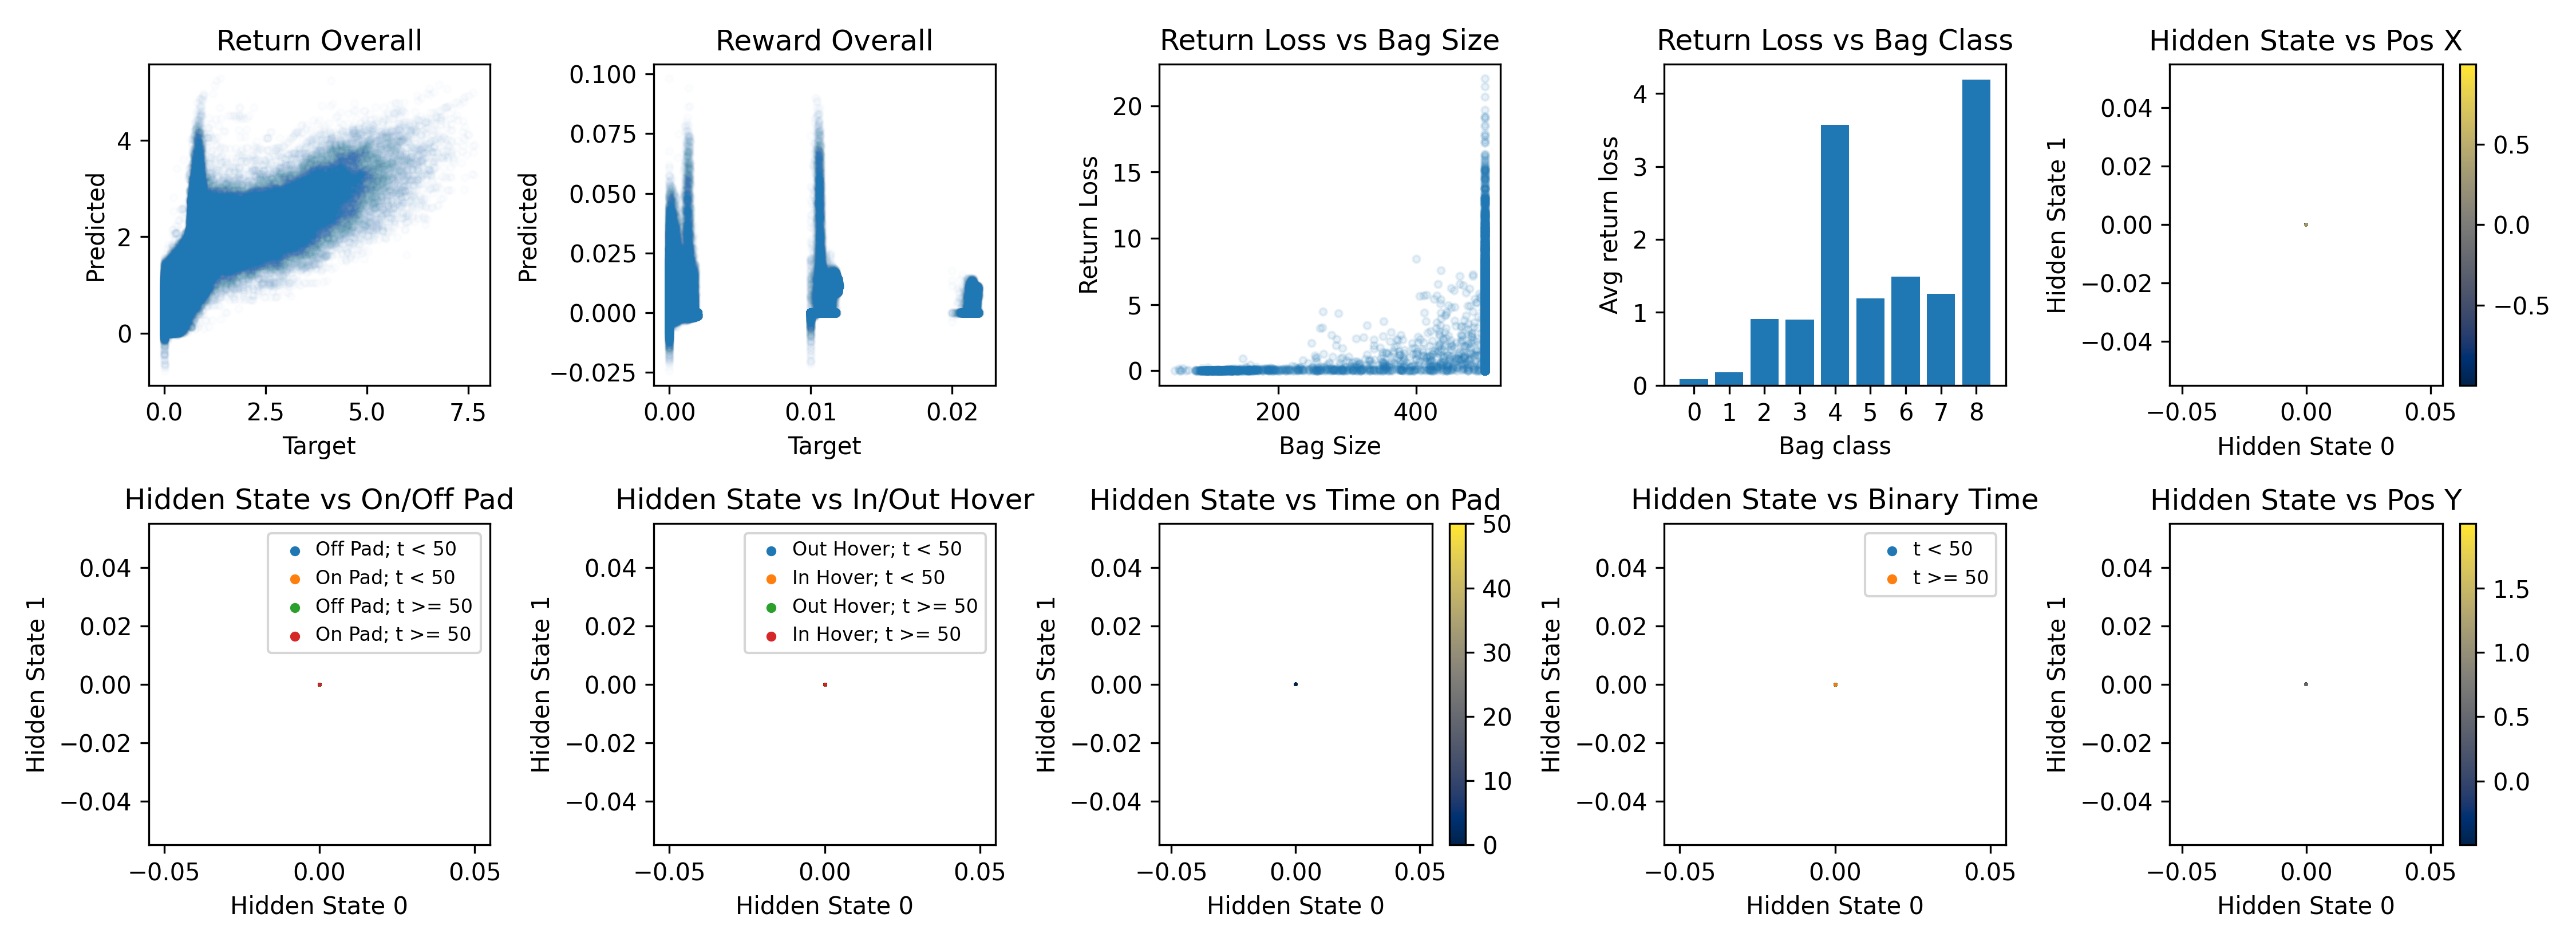 Return Overall
Predicted
4
2
0
0.0 2.5 5.0 7.5
Target
Reward Overall
Predicted
0.100
0.075
0.050
0.025
0.000
−0.025
0.00 0.01 0.02
Target
Return Loss vs Bag Size
Return Loss
20
15
10
5
0
200 400
Bag Size
Return Loss vs Bag Class
Avg return loss
4
3
2
1
0
0 1 2 3 4 5 6 7 8
Bag class
Hidden State vs Pos X
Hidden State 1
0.04
0.02
0.00
−0.02
−0.04
−0.05 0.00 0.05
Hidden State 0
0.5
0.0
−0.5
Hidden State vs On/Off Pad
Hidden State 1
0.04
0.02
0.00
−0.02
−0.04
Off Pad; t < 50
On Pad; t < 50
Off Pad; t >= 50
On Pad; t >= 50
−0.05 0.00 0.05
Hidden State 0
Hidden State vs In/Out Hover
Hidden State 1
0.04
0.02
0.00
−0.02
−0.04
Out Hover; t < 50
In Hover; t < 50
Out Hover; t >= 50
In Hover; t >= 50
−0.05 0.00 0.05
Hidden State 0
Hidden State vs Time on Pad
Hidden State 1
0.04
0.02
0.00
−0.02
−0.04
−0.05 0.00 0.05
Hidden State 0
50
40
30
20
10
0
Hidden State vs Binary Time
Hidden State 1
0.04
0.02
0.00
−0.02
−0.04
t < 50
t >= 50
−0.05 0.00 0.05
Hidden State 0
Hidden State vs Pos Y
Hidden State 1
0.04
0.02
0.00
−0.02
−0.04
−0.05 0.00 0.05
Hidden State 0
1.5
1.0
0.5
0.0